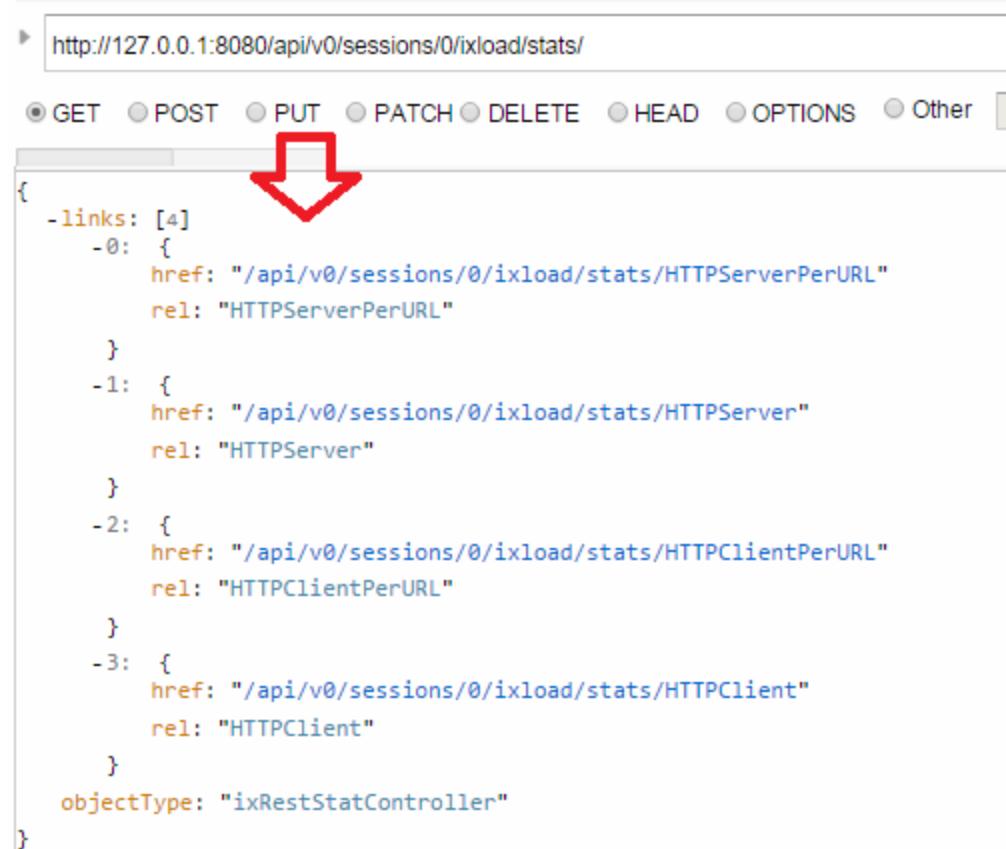 http://127.0.0.1:8080/api/v0/sessions/0/ixload/stats/
GET POST PUT PATCH DELETE HEAD OPTIONS Other
{
-links: [4]
-0: {
href: "/api/v0/sessions/0/ixload/stats/HTTPServerPerURL"
rel: "HTTPServerPerURL"
}
-1: {
href: "/api/v0/sessions/0/ixload/stats/HTTPServer"
rel: "HTTPServer"
}
-2: {
href: "/api/v0/sessions/0/ixload/stats/HTTPClientPerURL"
rel: "HTTPClientPerURL"
}
-3: {
href: "/api/v0/sessions/0/ixload/stats/HTTPClient"
rel: "HTTPClient"
}
objectType: "ixRestStatController"
}